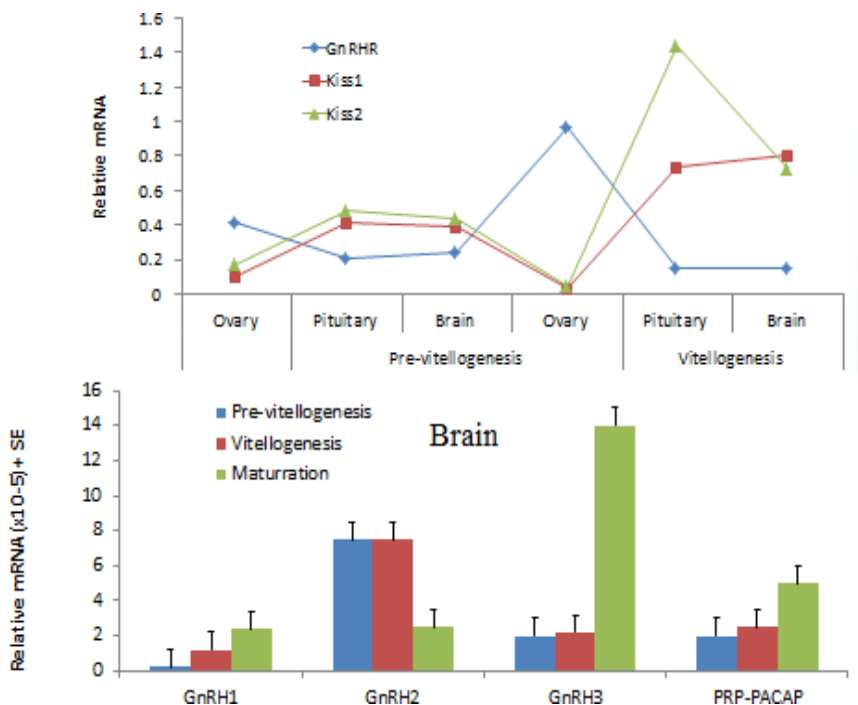 1.6
1.4
1.2
1
0.8
0.6
0.4
0.2
0
Relative mRNA
GnRHR
Kiss1
Kiss2
Ovary Pituitary Brain Ovary Pituitary Brain
Pre-vitellogenesis Vitellogenesis
16
14
12
10
8
6
4
2
0
Relative mRNA (x10-5)+ SE
Pre-vitellogenesis
Vitellogenesis
Maturration
Brain
GnRH1 GnRH2 GnRH3 PRP-PACAP